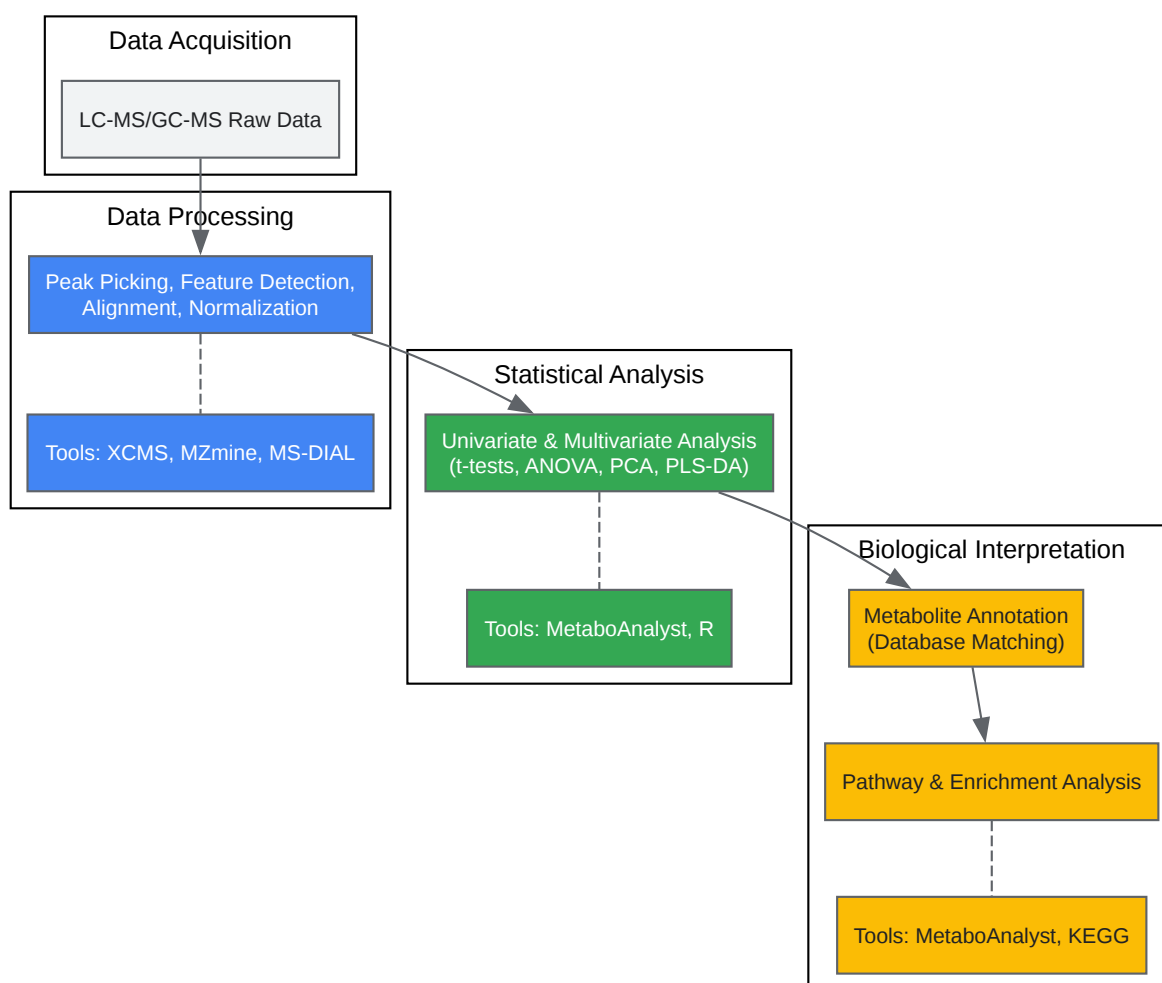 Data Acquisition
LC-MS/GC-MS Raw Data
Data Processing
Peak Picking, Feature Detection,
Alignment, Normalization
Tools: XCMS, MZmine, MS-DIAL
Statistical Analysis
Univariate & Multivariate Analysis
(t-tests, ANOVA, PCA, PLS-DA)
Tools: MetaboAnalyst, R
Biological Interpretation
Metabolite Annotation
(Database Matching)
Pathway & Enrichment Analysis
Tools: MetaboAnalyst, KEGG